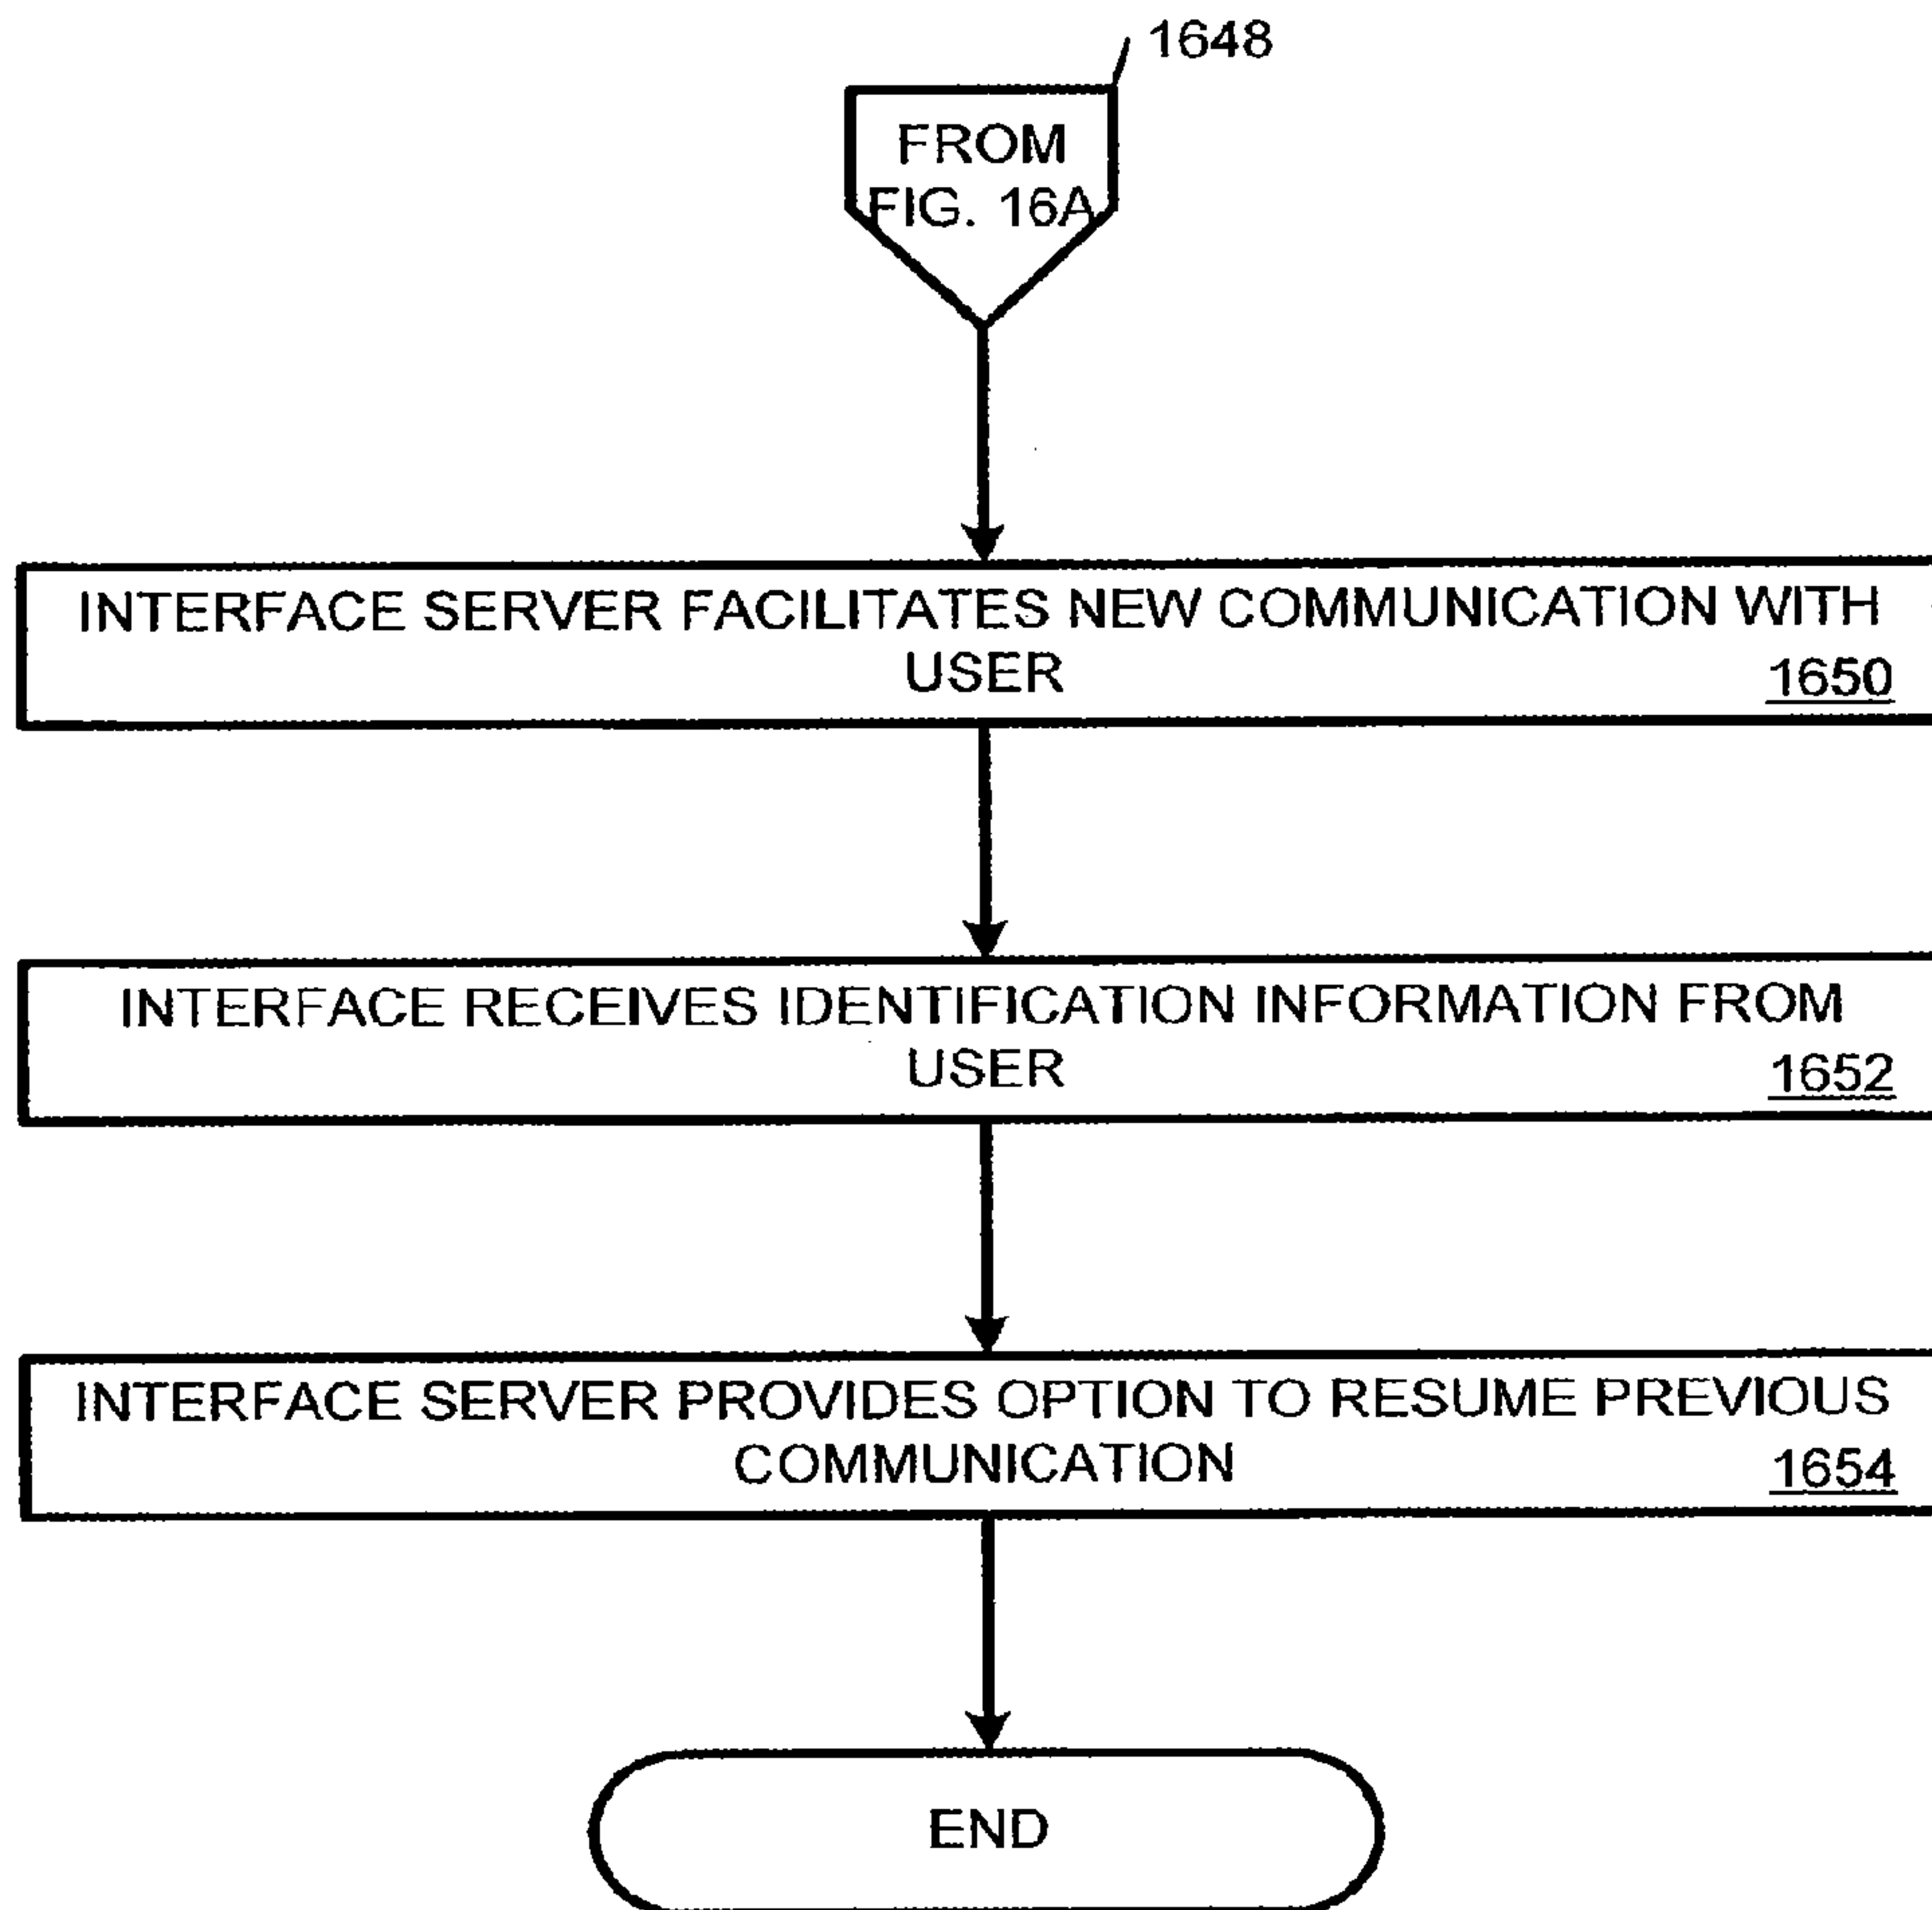 1648
FROM
FIG. 16A
INTERFACE SERVER FACILITATES NEW COMMUNICATION WITH
USER
1650
INTERFACE RECEIVES IDENTIFICATION INFORMATION FROM
USER
1652
INTERFACE SERVER PROVIDES OPTION TO RESUME PREVIOUS
COMMUNICATION
1654
END